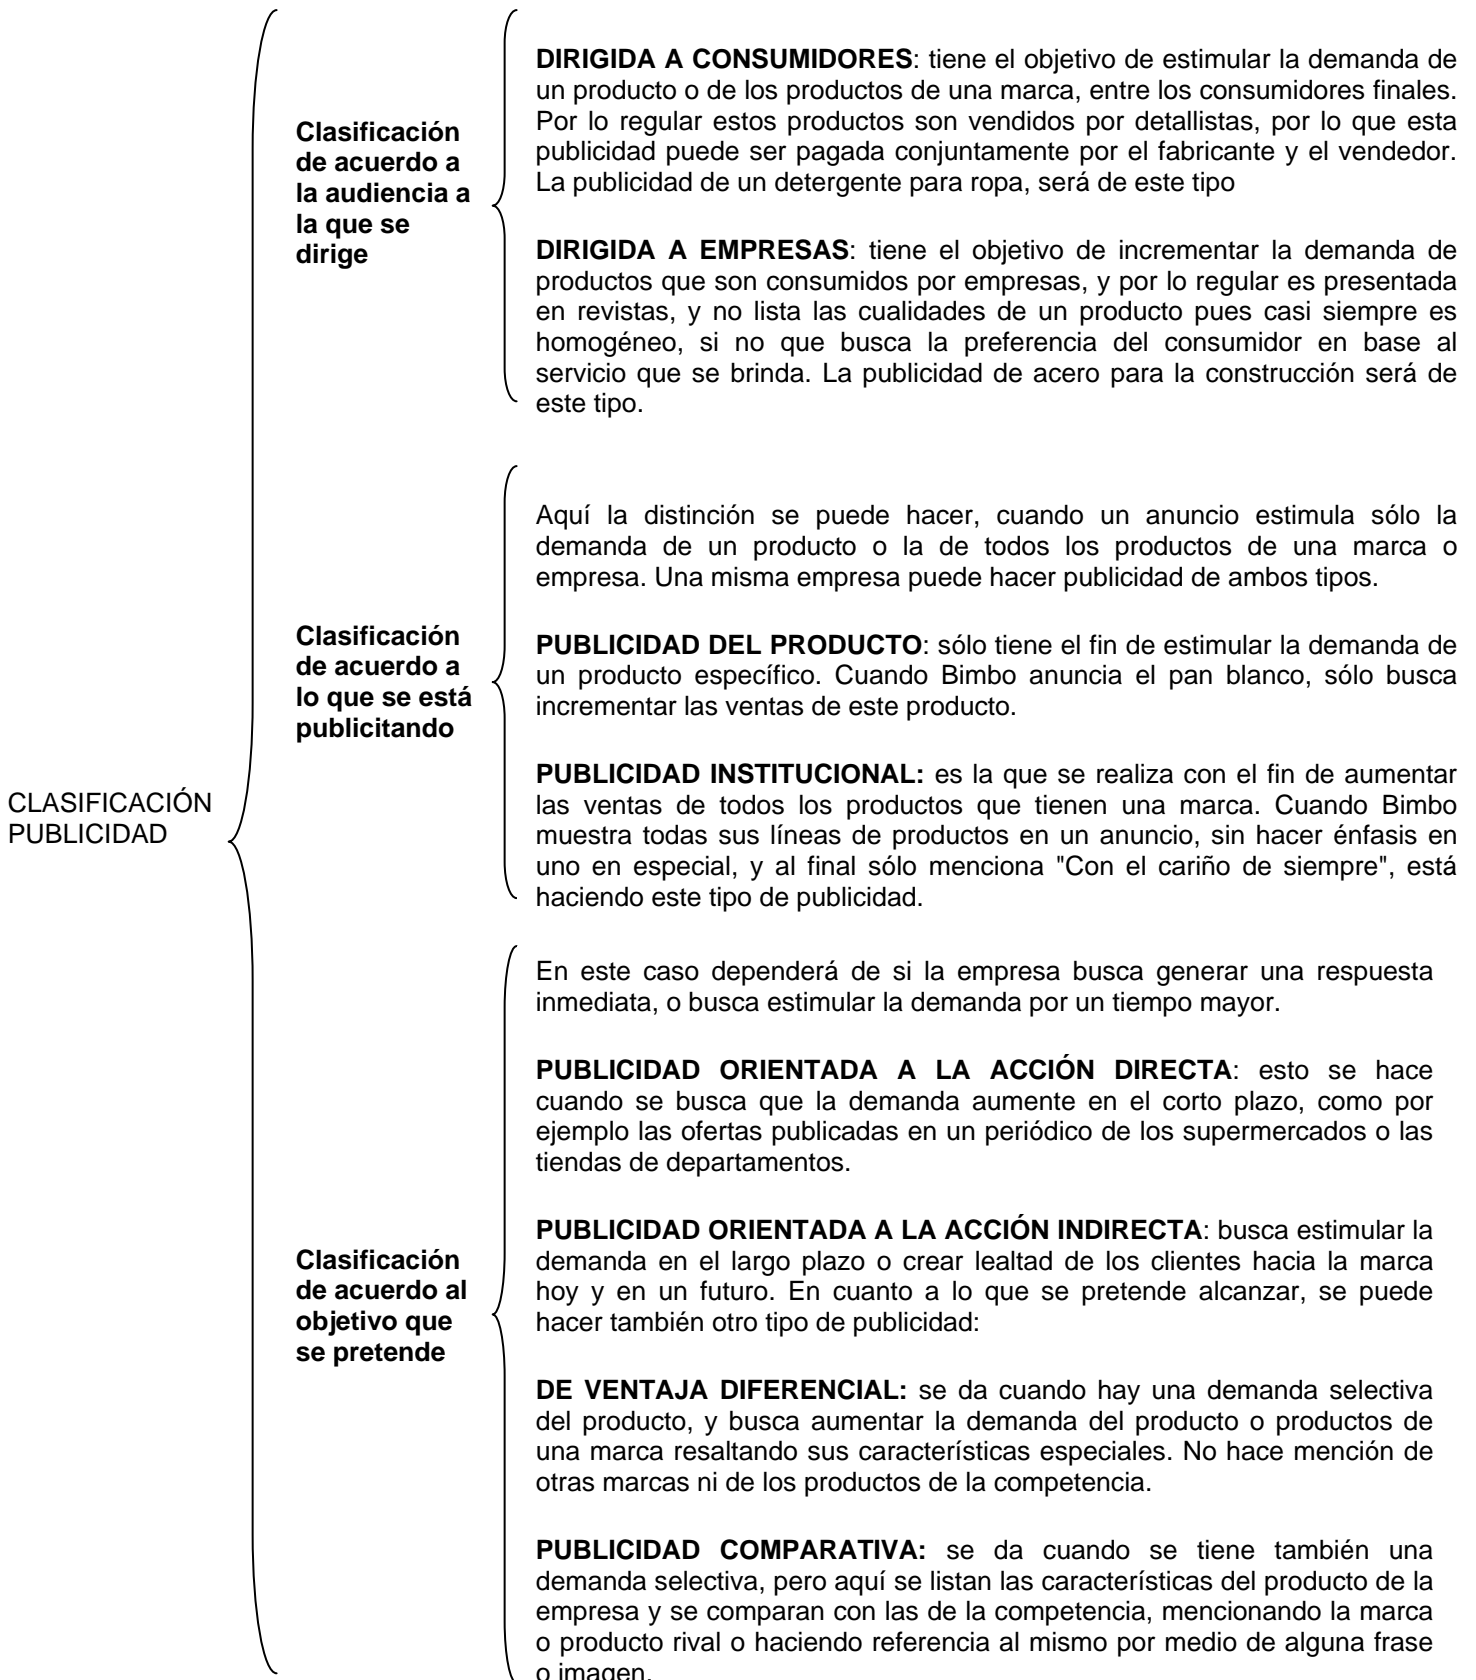 CLASIFICACIÓN
PUBLICIDAD
Clasificación
de acuerdo a
la audiencia a
la que se
dirige
DIRIGIDA A CONSUMIDORES: tiene el objetivo de estimular la demanda de
un producto o de los productos de una marca, entre los consumidores finales.
Por lo regular estos productos son vendidos por detallistas, por lo que esta
publicidad puede ser pagada conjuntamente por el fabricante y el vendedor.
La publicidad de un detergente para ropa, será de este tipo
DIRIGIDA A EMPRESAS: tiene el objetivo de incrementar la demanda de
productos que son consumidos por empresas, y por lo regular es presentada
en revistas, y no lista las cualidades de un producto pues casi siempre es
homogéneo, si no que busca la preferencia del consumidor en base al
servicio que se brinda. La publicidad de acero para la construcción será de
este tipo.
Clasificación
de acuerdo a
lo que se está
publicitando
Aquí la distinción se puede hacer, cuando un anuncio estimula sólo la
demanda de un producto o la de todos los productos de una marca o
empresa. Una misma empresa puede hacer publicidad de ambos tipos.
PUBLICIDAD DEL PRODUCTO: sólo tiene el fin de estimular la demanda de
un producto específico. Cuando Bimbo anuncia el pan blanco, sólo busca
incrementar las ventas de este producto.
PUBLICIDAD INSTITUCIONAL: es la que se realiza con el fin de aumentar
las ventas de todos los productos que tienen una marca. Cuando Bimbo
muestra todas sus líneas de productos en un anuncio, sin hacer énfasis en
uno en especial, y al final sólo menciona "Con el cariño de siempre", está
haciendo este tipo de publicidad.
Clasificación
de acuerdo al
objetivo que
se pretende
En este caso dependerá de si la empresa busca generar una respuesta
inmediata, o busca estimular la demanda por un tiempo mayor.
PUBLICIDAD ORIENTADA A LA ACCIÓN DIRECTA: esto se hace
cuando se busca que la demanda aumente en el corto plazo, como por
ejemplo las ofertas publicadas en un periódico de los supermercados o las
tiendas de departamentos.
PUBLICIDAD ORIENTADA A LA ACCIÓN INDIRECTA: busca estimular la
demanda en el largo plazo o crear lealtad de los clientes hacia la marca
hoy y en un futuro. En cuanto a lo que se pretende alcanzar, se puede
hacer también otro tipo de publicidad:
DE VENTAJA DIFERENCIAL: se da cuando hay una demanda selectiva
del producto, y busca aumentar la demanda del producto o productos de
una marca resaltando sus características especiales. No hace mención de
otras marcas ni de los productos de la competencia.
PUBLICIDAD COMPARATIVA: se da cuando se tiene también una
demanda selectiva, pero aquí se listan las características del producto de la
empresa y se comparan con las de la competencia, mencionando la marca
o producto rival o haciendo referencia al mismo por medio de alguna frase
o imagen.